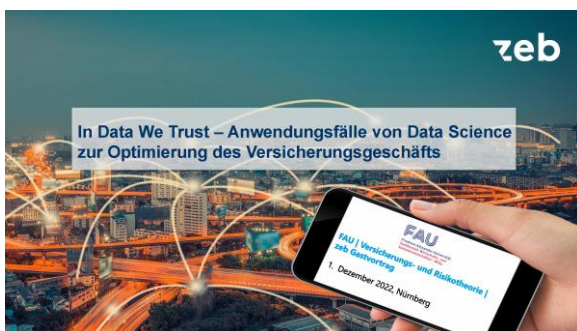 zeb
In Data We Trust – Anwendungsfälle von Data Science
zur Optimierung des Versicherungsgeschäfts
FAU
FAU | Versicherungs- und Risikotheorie |
zeb Gastvortrag
1. Dezember 2022, Nürnberg